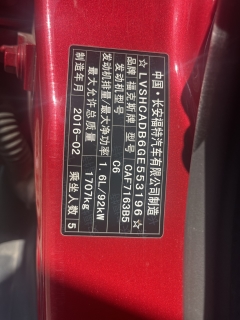 中国·长安福特汽车有限公司制造
☆LVSHCADB6GE553196☆
品牌 福克斯牌 型号 CAF7163B5
发动机型号 C6
发动机排量/最大净功率 1.6L/92kW
最大允许总质量 1707kg
制造年月 2016-02 乘坐人数 5